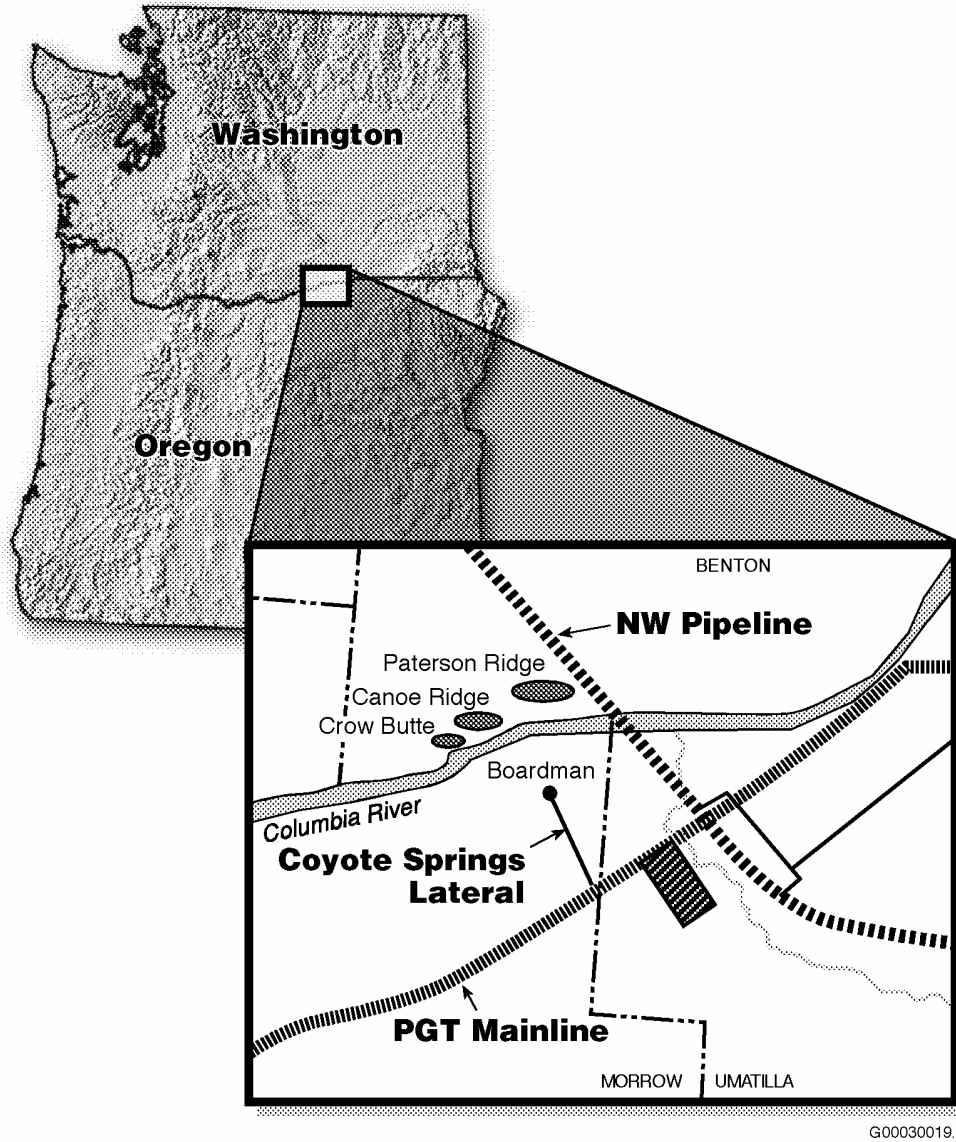 Washington
Oregon
BENTON
NW Pipeline
Paterson Ridge
Canoe Ridge
Crow Butte
Boardman
Columbia River
Coyote Springs
Lateral
PGT Mainline
MORROW
UMATILLA
G00030019.